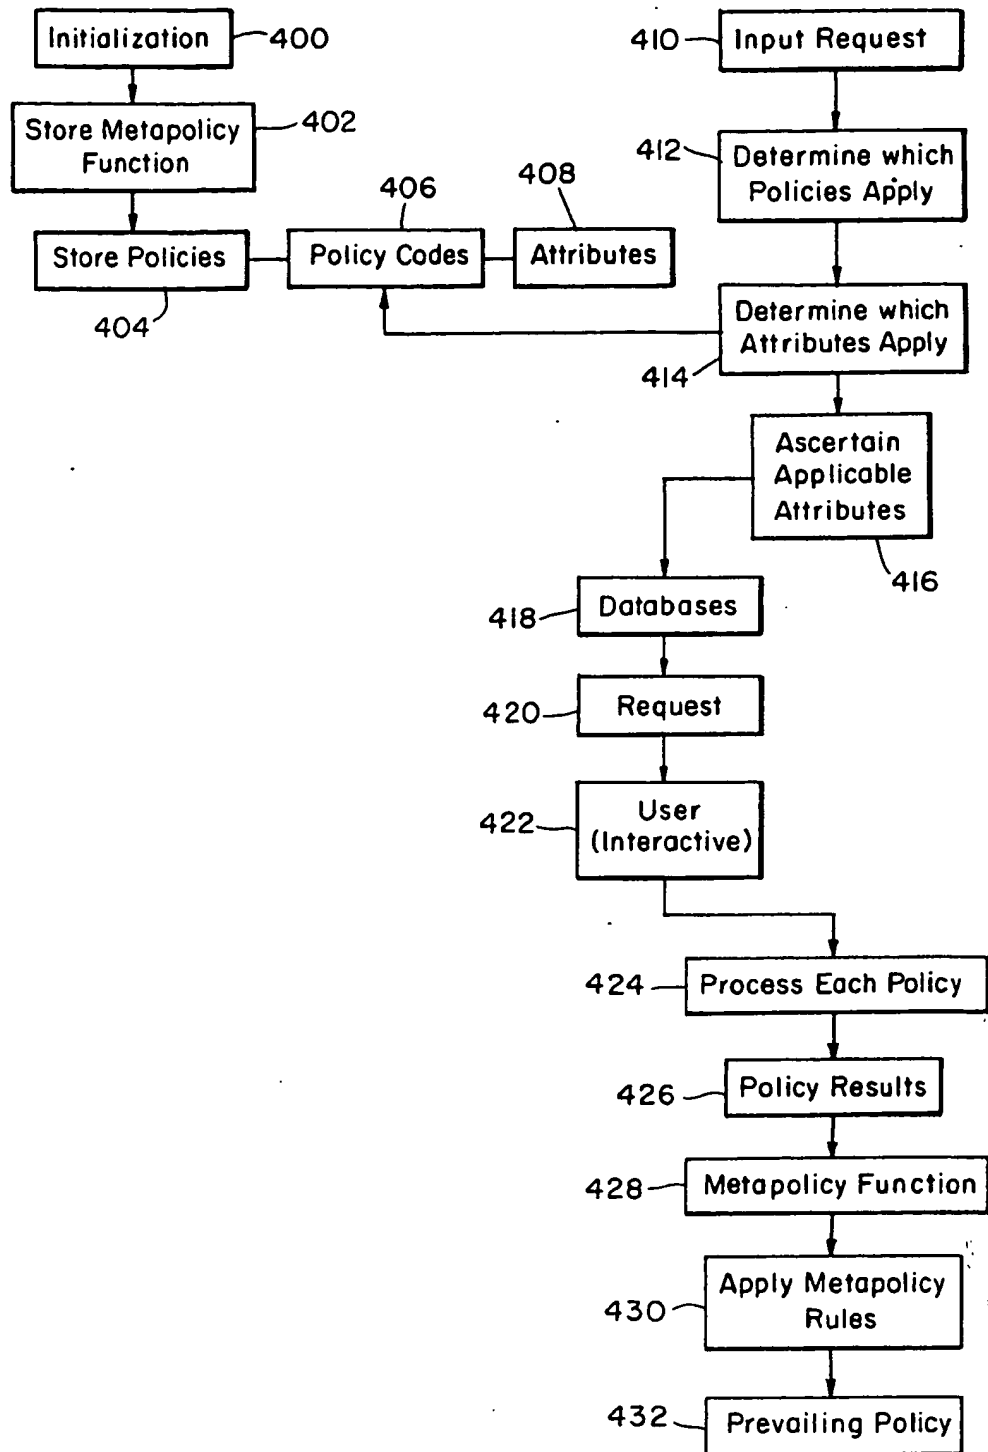 Initialization
400
Store Metapolicy
Function
402
Store Policies
404
406
Policy Codes
408
Attributes
410
Input Request
412
Determine which
Policies Apply
Determine which
Attributes Apply
414
Ascertain
Applicable
Attributes
416
418
Databases
420
Request
422
User
(Interactive)
424
Process Each Policy
426
Policy Results
428
Metapolicy Function
430
Apply Metapolicy
Rules
432
Prevailing Policy